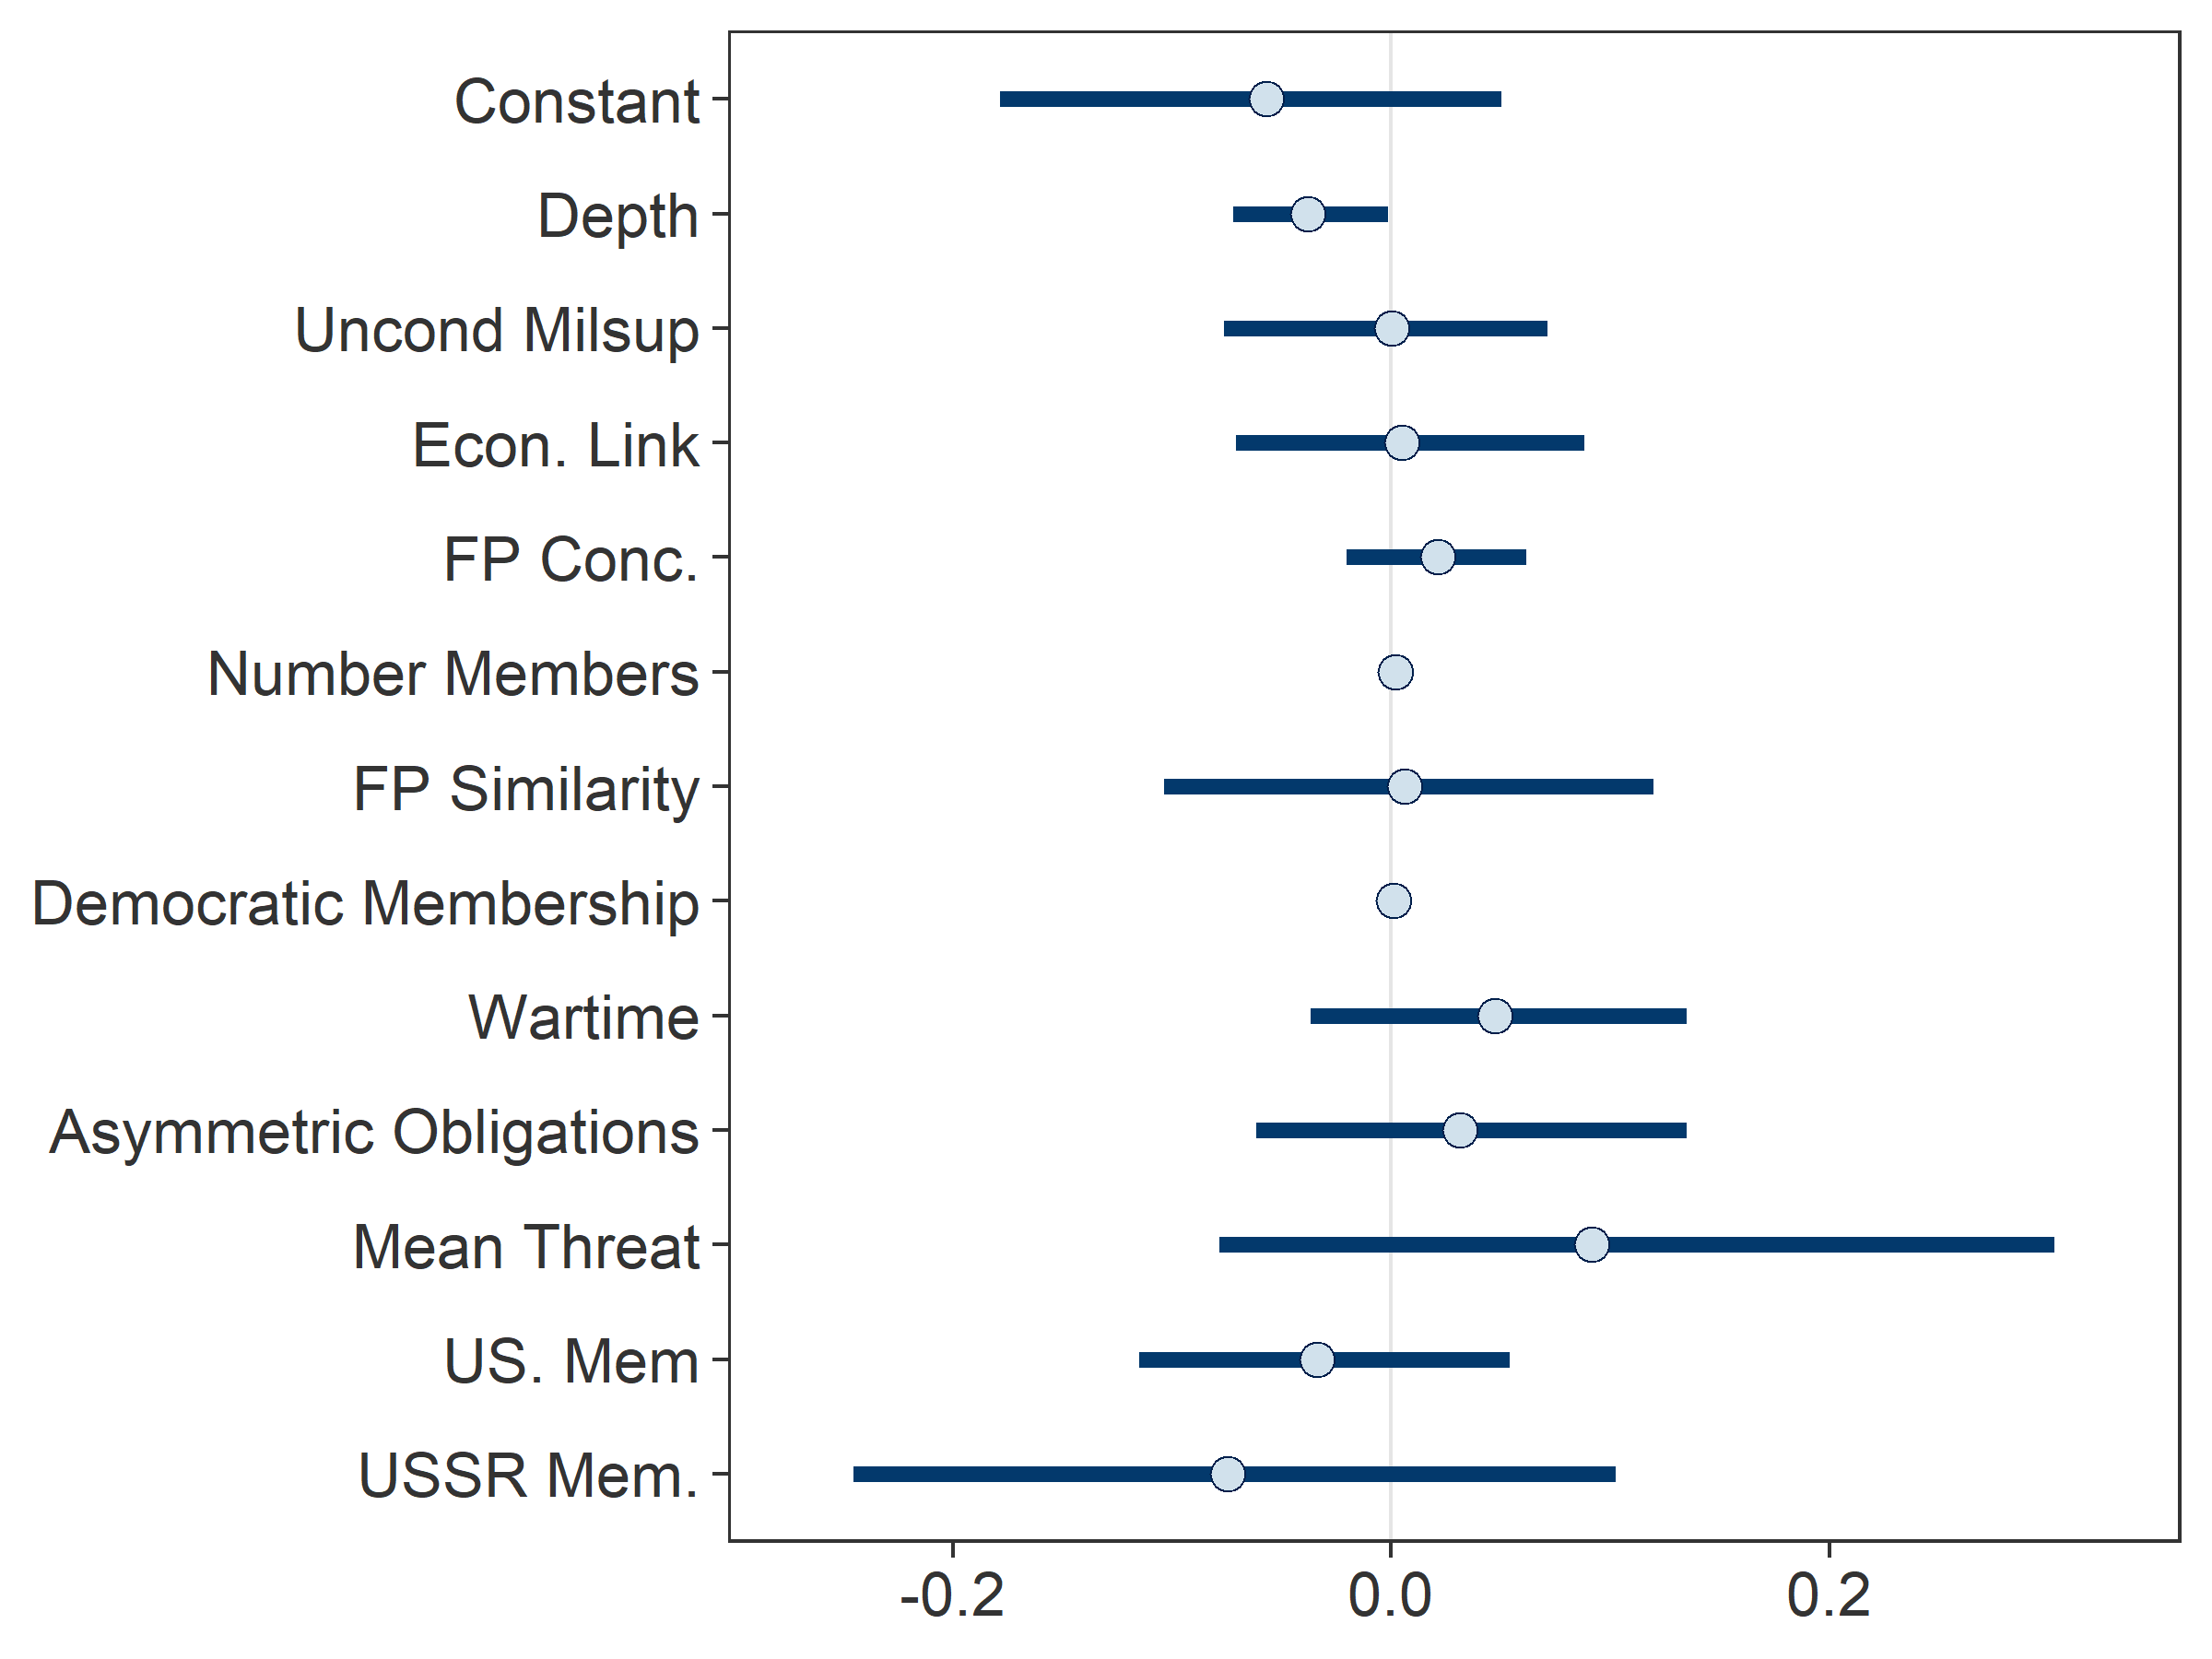 Constant
Depth
Uncond Milsup
Econ. Link
FP Conc.
Number Members
FP Similarity
Democratic Membership
Wartime
Asymmetric Obligations
Mean Threat
US. Mem
USSR Mem.
-0.2 0.0 0.2